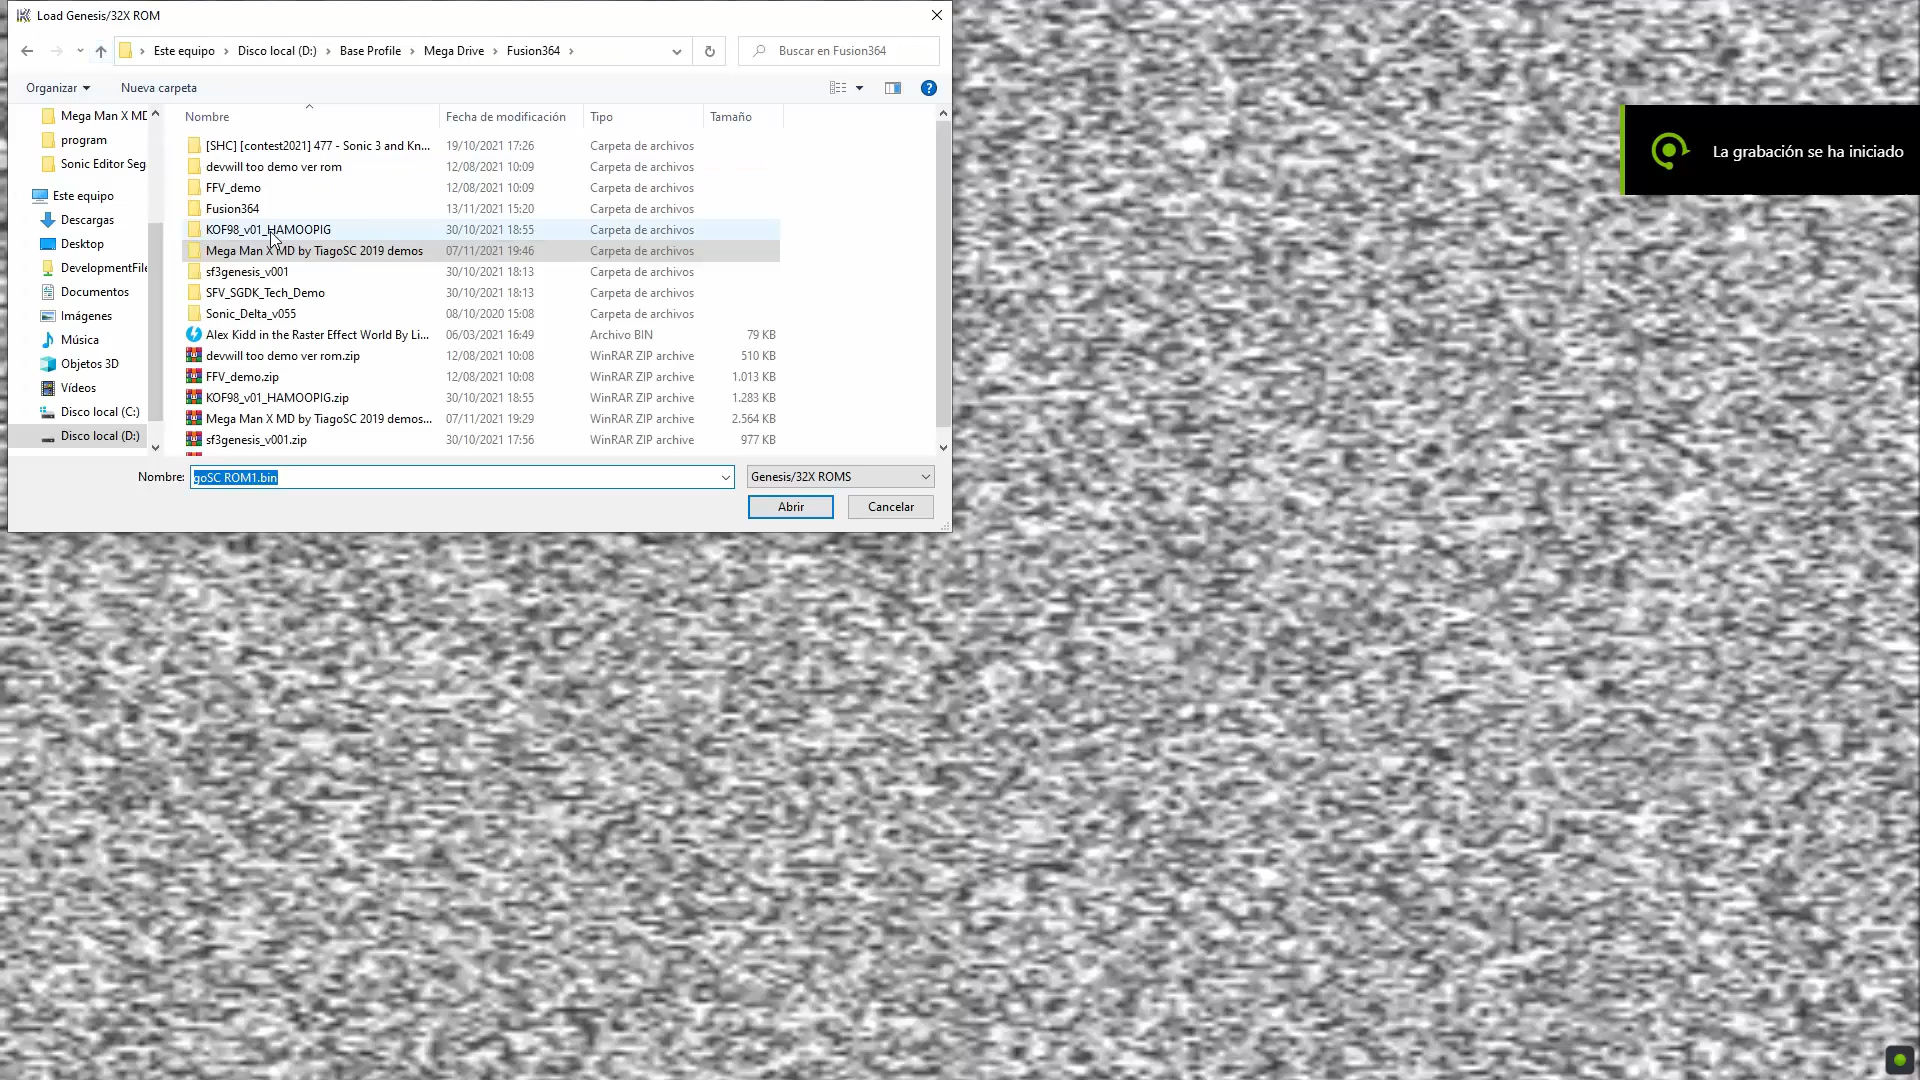 Load Genesis/32X ROM
Este equipo > Disco local (D:) > Base Profile > Mega Drive > Fusion364 >
Buscar en Fusion364
Organizar
Nueva carpeta
Mega Man X MD
program
Sonic Editor Seg
Este equipo
Descargas
Desktop
DevelopmentFile
Documentos
Imágenes
Música
Objetos 3D
Vídeos
Disco local (C:)
Disco local (D:)
Nombre Fecha de modificación Tipo Tamaño
[SHC] [contest2021] 477 - Sonic 3 and Kn... 19/10/2021 17:26 Carpeta de archivos
devwill too demo ver rom 12/08/2021 10:09 Carpeta de archivos
FFV_demo 12/08/2021 10:09 Carpeta de archivos
Fusion364 13/11/2021 15:20 Carpeta de archivos
KOF98_v01_HAMOOPIG 30/10/2021 18:55 Carpeta de archivos
Mega Man X MD by TiagoSC 2019 demos 07/11/2021 19:46 Carpeta de archivos
sf3genesis_v001 30/10/2021 18:13 Carpeta de archivos
SFV_SGDK_Tech_Demo 30/10/2021 18:13 Carpeta de archivos
Sonic_Delta_v055 08/10/2020 15:08 Carpeta de archivos
Alex Kidd in the Raster Effect World By Li... 06/03/2021 16:49 Archivo BIN 79 KB
devwill too demo ver rom.zip 12/08/2021 10:08 WinRAR ZIP archive 510 KB
FFV_demo.zip 12/08/2021 10:08 WinRAR ZIP archive 1.013 KB
KOF98_v01_HAMOOPIG.zip 30/10/2021 18:55 WinRAR ZIP archive 1.283 KB
Mega Man X MD by TiagoSC 2019 demos... 07/11/2021 19:29 WinRAR ZIP archive 2.564 KB
sf3genesis_v001.zip 30/10/2021 17:56 WinRAR ZIP archive 977 KB
Nombre: goSC ROM1.bin
Genesis/32X ROMS
Abrir
Cancelar
La grabación se ha iniciado